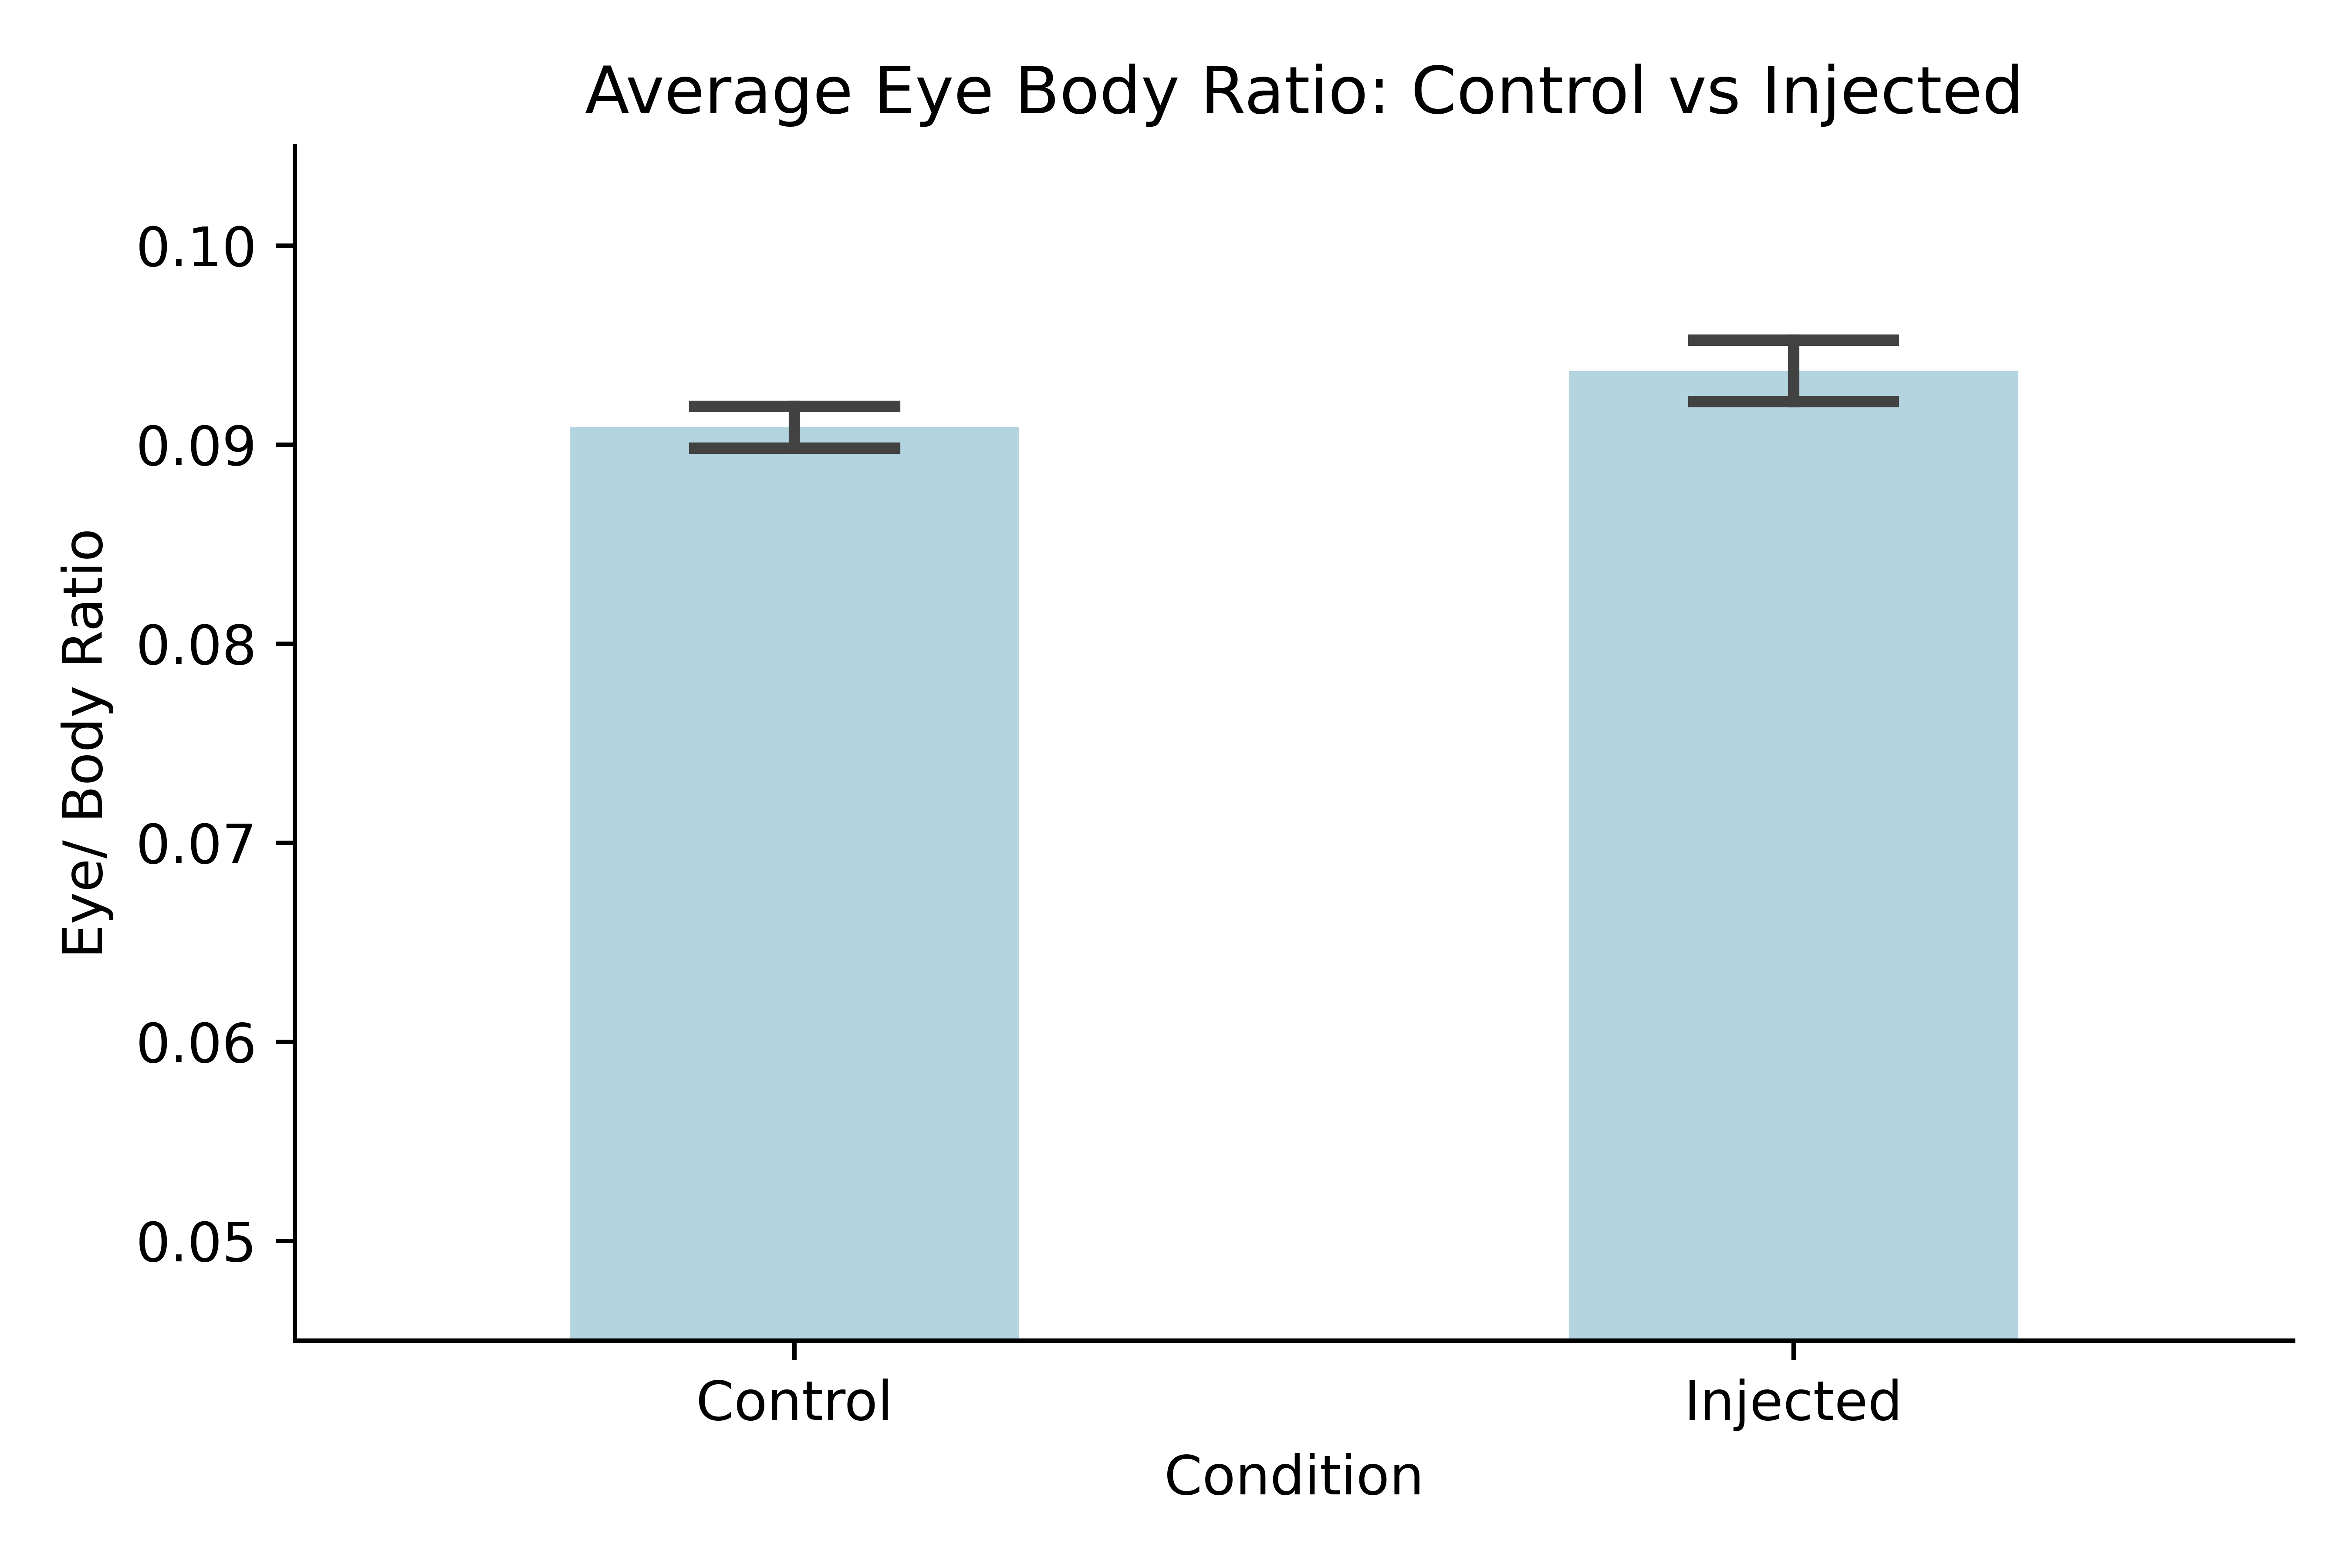 Average Eye Body Ratio: Control vs Injected
Eye/ Body Ratio
0.10
0.09
0.08
0.07
0.06
0.05
Control
Injected
Condition